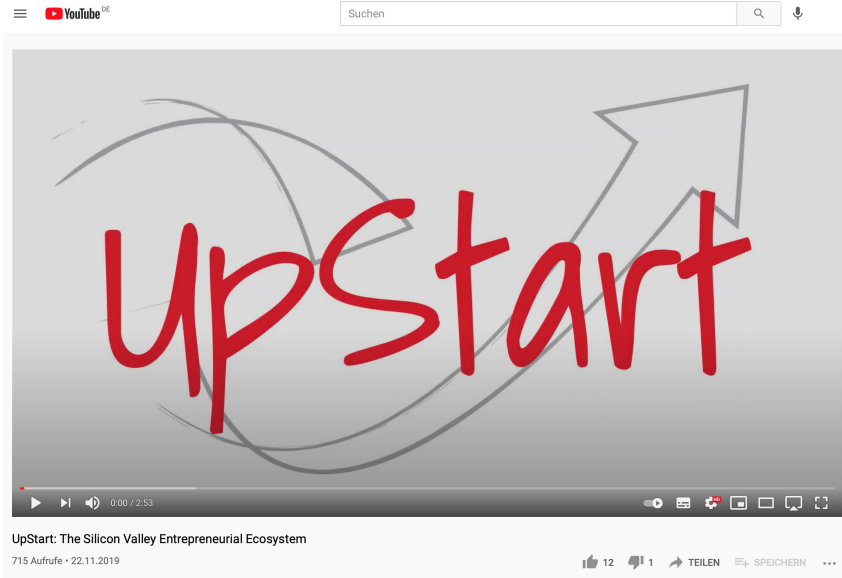 YouTube DE
Suchen
UpStart
0:00 / 2:53
HD
UpStart: The Silicon Valley Entrepreneurial Ecosystem
715 Aufrufe • 22.11.2019
12
1
TEILEN
SPEICHERN